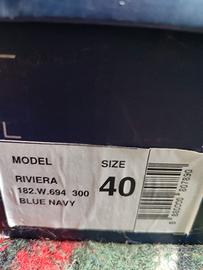 MODEL SIZE
RIVIERA 40
182.W.694 300
BLUE NAVY